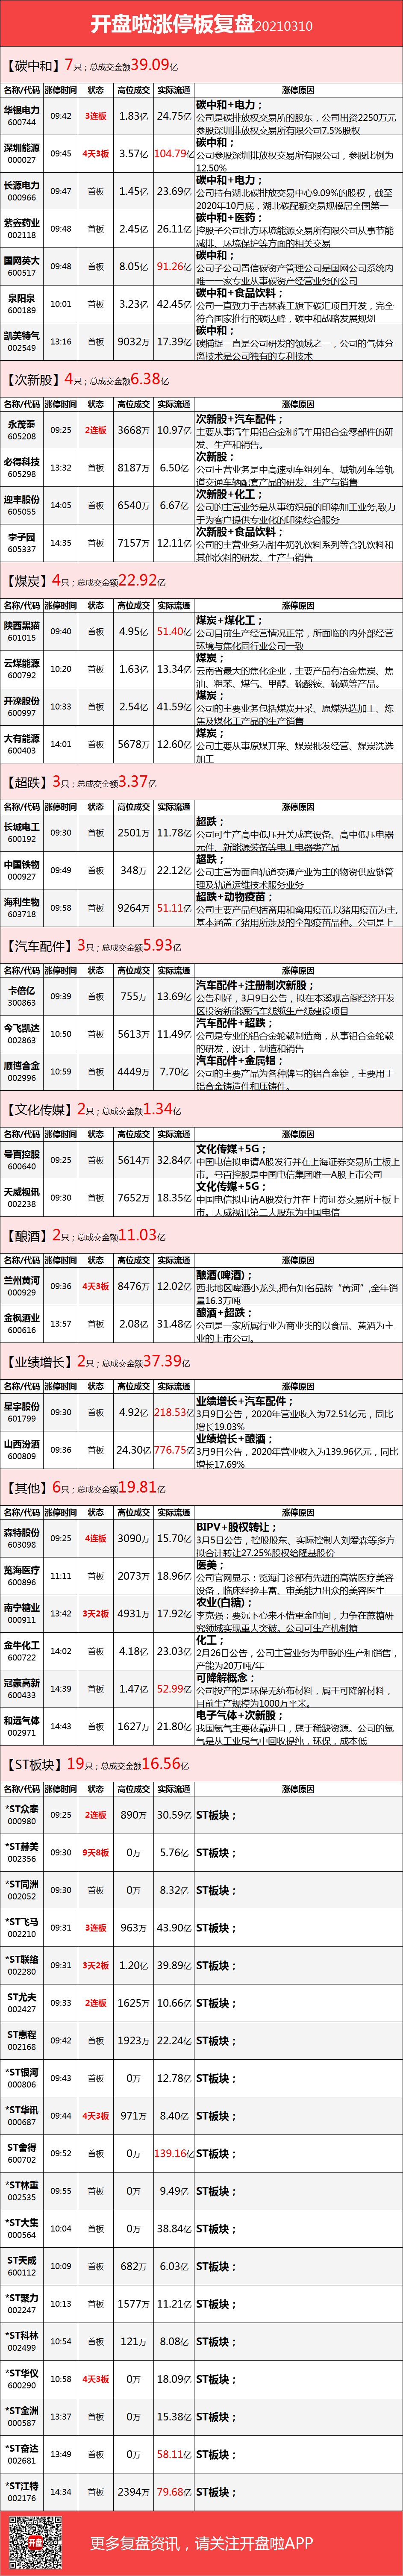 开盘啦涨停板复盘20210310
【碳中和】7只；总成交金额39.09亿
名称/代码 涨停时间 状态 高位成交 实际流通 涨停原因
华银电力 600744 09:42 3连板 1.83亿 24.75亿 碳中和+电力；
公司是碳排放权交易所的股东，公司出资2250万元
参股深圳排放权交易所有限公司7.5%股权
深圳能源 000027 09:45 4天3板 3.57亿 104.79亿 碳中和；
公司参股深圳排放权交易所有限公司，参股比例为
12.50%
长源电力 000966 09:47 首板 1.45亿 23.69亿 碳中和+电力；
公司持有湖北碳排放交易中心9.09%的股权，截至
2020年10月底，湖北碳配额交易规模居全国第一
紫鑫药业 002118 09:48 首板 2.45亿 26.11亿 碳中和+医药；
控股子公司北方环境能源交易所有限公司从事节能
减排、环境保护等方面的相关交易
国网英大 600517 09:48 首板 8.05亿 91.26亿 碳中和；
公司子公司置信碳资产管理公司是国网公司系统内
唯一一家专业从事碳资产经营业务的公司
泉阳泉 600189 10:01 首板 3.23亿 42.45亿 碳中和+食品饮料；
公司一直致力于吉林森工旗下碳汇项目开发，完全
符合国家推行的碳达峰，碳中和战略发展规划
凯美特气 002549 13:16 首板 9032万 17.39亿 碳中和；
碳捕捉一直是公司研发的领域之一，公司的气体分
离技术是公司独有的专利技术
【次新股】4只；总成交金额6.38亿
名称/代码 涨停时间 状态 高位成交 实际流通 涨停原因
永茂泰 605208 09:25 2连板 3668万 10.97亿 次新股+汽车配件；
主要从事汽车用铝合金和汽车用铝合金零部件的研
发、生产和销售。
必得科技 605298 13:32 首板 8187万 6.50亿 次新股；
公司主营业务是中高速动车组列车、城轨列车等轨
道交通车辆配套产品的研发、生产与销售
迎丰股份 605055 14:05 首板 6540万 6.67亿 次新股+化工；
公司的主营业务是从事纺织品的印染加工业务,致力
于为客户提供专业化的印染综合服务
李子园 605337 14:35 首板 7157万 12.11亿 次新股+食品饮料；
公司的主营业务为甜牛奶乳饮料系列等含乳饮料和
其他饮料的研发、生产与销售
【煤炭】4只；总成交金额22.92亿
名称/代码 涨停时间 状态 高位成交 实际流通 涨停原因
陕西黑猫 601015 09:40 首板 4.95亿 51.40亿 煤炭+煤化工；
公司目前生产经营情况正常，所面临的内外部经营
环境与焦化同行业公司一致
云煤能源 600792 10:20 首板 1.63亿 13.34亿 煤炭；
云南省最大的焦化企业，主要产品有冶金焦炭、焦
油、粗苯、煤气、甲醇、硫酸铵、硫磺等产品。
开滦股份 600997 10:33 首板 2.54亿 41.59亿 煤炭；
公司的主要业务包括煤炭开采、原煤洗选加工、炼
焦及煤化工产品的生产销售
大有能源 600403 14:01 首板 5678万 12.60亿 煤炭；
公司主要从事原煤开采、煤炭批发经营、煤炭洗选
加工
【超跌】3只；总成交金额3.37亿
名称/代码 涨停时间 状态 高位成交 实际流通 涨停原因
长城电工 600192 09:30 首板 2501万 11.78亿 超跌；
公司可生产高中低压开关成套设备、高中低压电器
元件、新能源装备等电工电器类产品
中国铁物 000927 09:49 首板 348万 22.12亿 超跌；
公司主营为面向轨道交通产业为主的物资供应链管
理及轨道运维技术服务业务
海利生物 603718 09:58 首板 9264万 51.11亿 超跌+动物疫苗；
公司主要产品包括畜用和禽用疫苗,以猪用疫苗为主,
基本涵盖了猪用所涉及的全部疫苗品种。公司是上
【汽车配件】3只；总成交金额5.93亿
名称/代码 涨停时间 状态 高位成交 实际流通 涨停原因
卡倍亿 300863 09:39 首板 755万 13.69亿 汽车配件+注册制次新股；
公告利好，3月9日公告，拟在本溪观音阁经济开发
区投资新能源汽车线缆生产线建设项目
今飞凯达 002863 10:50 首板 5613万 11.49亿 汽车配件+超跌；
公司是专业的铝合金轮毂制造商，从事铝合金轮毂
的研发，设计，制造和销售
顺博合金 002996 10:59 首板 4449万 7.70亿 汽车配件+金属铝；
公司的主要产品为各种牌号的铝合金锭，主要用于
铝合金铸造件和压铸件。
【文化传媒】2只；总成交金额1.34亿
名称/代码 涨停时间 状态 高位成交 实际流通 涨停原因
号百控股 600640 09:25 首板 5614万 32.84亿 文化传媒+5G；
中国电信拟申请A股发行并在上海证券交易所主板上
市。号百控股是中国电信集团唯一A股上市公司
天威视讯 002238 09:30 首板 7652万 18.35亿 文化传媒+5G；
中国电信拟申请A股发行并在上海证券交易所主板上
市。天威视讯第二大股东为中国电信
【酿酒】2只；总成交金额11.03亿
名称/代码 涨停时间 状态 高位成交 实际流通 涨停原因
兰州黄河 000929 09:36 4天3板 8476万 12.02亿 酿酒(啤酒)；
西北地区啤酒小龙头,拥有知名品牌“黄河”,全年销
量16.3万吨
金枫酒业 600616 13:57 首板 2.08亿 31.48亿 酿酒+超跌；
公司是一家所属行业为商业类的以食品、黄酒为主
业的上市公司。
【业绩增长】2只；总成交金额37.39亿
名称/代码 涨停时间 状态 高位成交 实际流通 涨停原因
星宇股份 601799 09:30 首板 4.92亿 218.53亿 业绩增长+汽车配件；
3月9日公告，2020年营业收入为72.51亿元，同比
增长19.03%
山西汾酒 600809 09:36 首板 24.30亿 776.75亿 业绩增长+酿酒；
3月9日公告，2020年营业收入为139.96亿元，同比
增长17.69%
【其他】6只；总成交金额19.81亿
名称/代码 涨停时间 状态 高位成交 实际流通 涨停原因
森特股份 603098 09:25 4连板 3090万 15.70亿 BIPV+股权转让；
3月5日公告，控股股东、实际控制人刘爱森等多方
拟合计转让27.25%股权给隆基股份
览海医疗 600896 11:11 首板 2073万 18.96亿 医美；
公司官网显示：览海门诊部有先进的高端医疗美容
设备，临床经验丰富、审美能力出众的美容医生
南宁糖业 000911 13:42 3天2板 4931万 17.92亿 农业(白糖)；
李克强：要沉下心来不惜重金时间，力争在蔗糖研
究领域实现重大突破。公司可生产机制糖
金牛化工 600722 14:02 首板 4.18亿 23.03亿 化工；
2月26日公告，公司主营业务为甲醇的生产和销售，
产能为20万吨/年
冠豪高新 600433 14:39 首板 1.47亿 52.99亿 可降解概念；
公司投产的是环保无纺布材料，属于可降解材料，
目前生产规模为1000万平米。
和远气体 002971 14:43 首板 1627万 21.80亿 电子气体+次新股；
我国氦气主要依靠进口，属于稀缺资源。公司的氦
气是从工业尾气中回收提纯，环保，成本低
【ST板块】19只；总成交金额16.56亿
名称/代码 涨停时间 状态 高位成交 实际流通 涨停原因
*ST众泰 000980 09:25 2连板 890万 30.59亿 ST板块；
*ST赫美 002356 09:30 9天8板 0万 5.76亿 ST板块；
*ST同洲 002052 09:30 首板 0万 8.32亿 ST板块；
*ST飞马 002210 09:31 3连板 963万 43.90亿 ST板块；
*ST联络 002280 09:31 3天2板 1.20亿 39.89亿 ST板块；
ST尤夫 002427 09:33 2连板 1625万 10.66亿 ST板块；
ST惠程 002168 09:42 首板 1923万 22.24亿 ST板块；
*ST银河 000806 09:43 首板 0万 12.78亿 ST板块；
*ST华讯 000687 09:44 4天3板 971万 8.40亿 ST板块；
ST舍得 600702 09:52 首板 0万 139.16亿 ST板块；
*ST林重 002535 09:55 首板 0万 9.49亿 ST板块；
*ST大集 000564 10:04 首板 0万 38.84亿 ST板块；
ST天成 600112 10:09 首板 682万 6.03亿 ST板块；
*ST聚力 002247 10:13 首板 1577万 11.21亿 ST板块；
*ST科林 002499 10:54 首板 121万 8.08亿 ST板块；
*ST华仪 600290 10:58 4天3板 0万 18.09亿 ST板块；
*ST金洲 000587 13:37 首板 0万 15.38亿 ST板块；
*ST奋达 002681 13:49 首板 0万 58.11亿 ST板块；
*ST江特 002176 14:34 首板 2394万 79.68亿 ST板块；
开盘
更多复盘资讯，请关注开盘啦APP